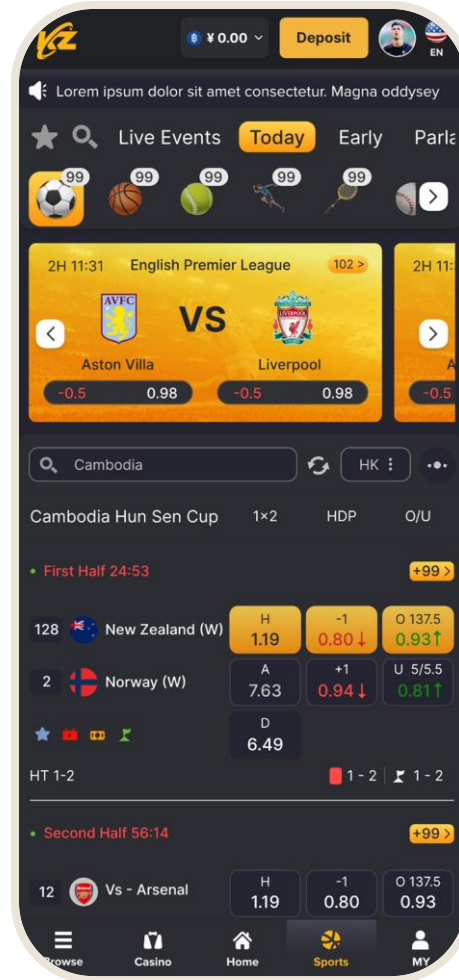 ¥ 0.00
Deposit
EN
Lorem ipsum dolor sit amet consectetur. Magna oddysey
Live Events Today Early Parla
99 99 99 99 99
2H 11:31 English Premier League 102 > 2H 11:
AVFC
VS
LIVERPOOL
Aston Villa Liverpool A
-0.5 0.98 -0.5 0.98 -0.5
Cambodia HK
Cambodia Hun Sen Cup 1×2 HDP O/U
First Half 24:53 +99 >
128 New Zealand (W) H 1.19 -1 0.80↓ O 137.5 0.93↑
2 Norway (W) A 7.63 +1 0.94↓ U 5/5.5 0.81↑
D
6.49
HT 1-2 1 - 2 1 - 2
Second Half 56:14 +99 >
12 Vs - Arsenal H 1.19 -1 0.80 O 137.5 0.93
Browse Casino Home Sports MY